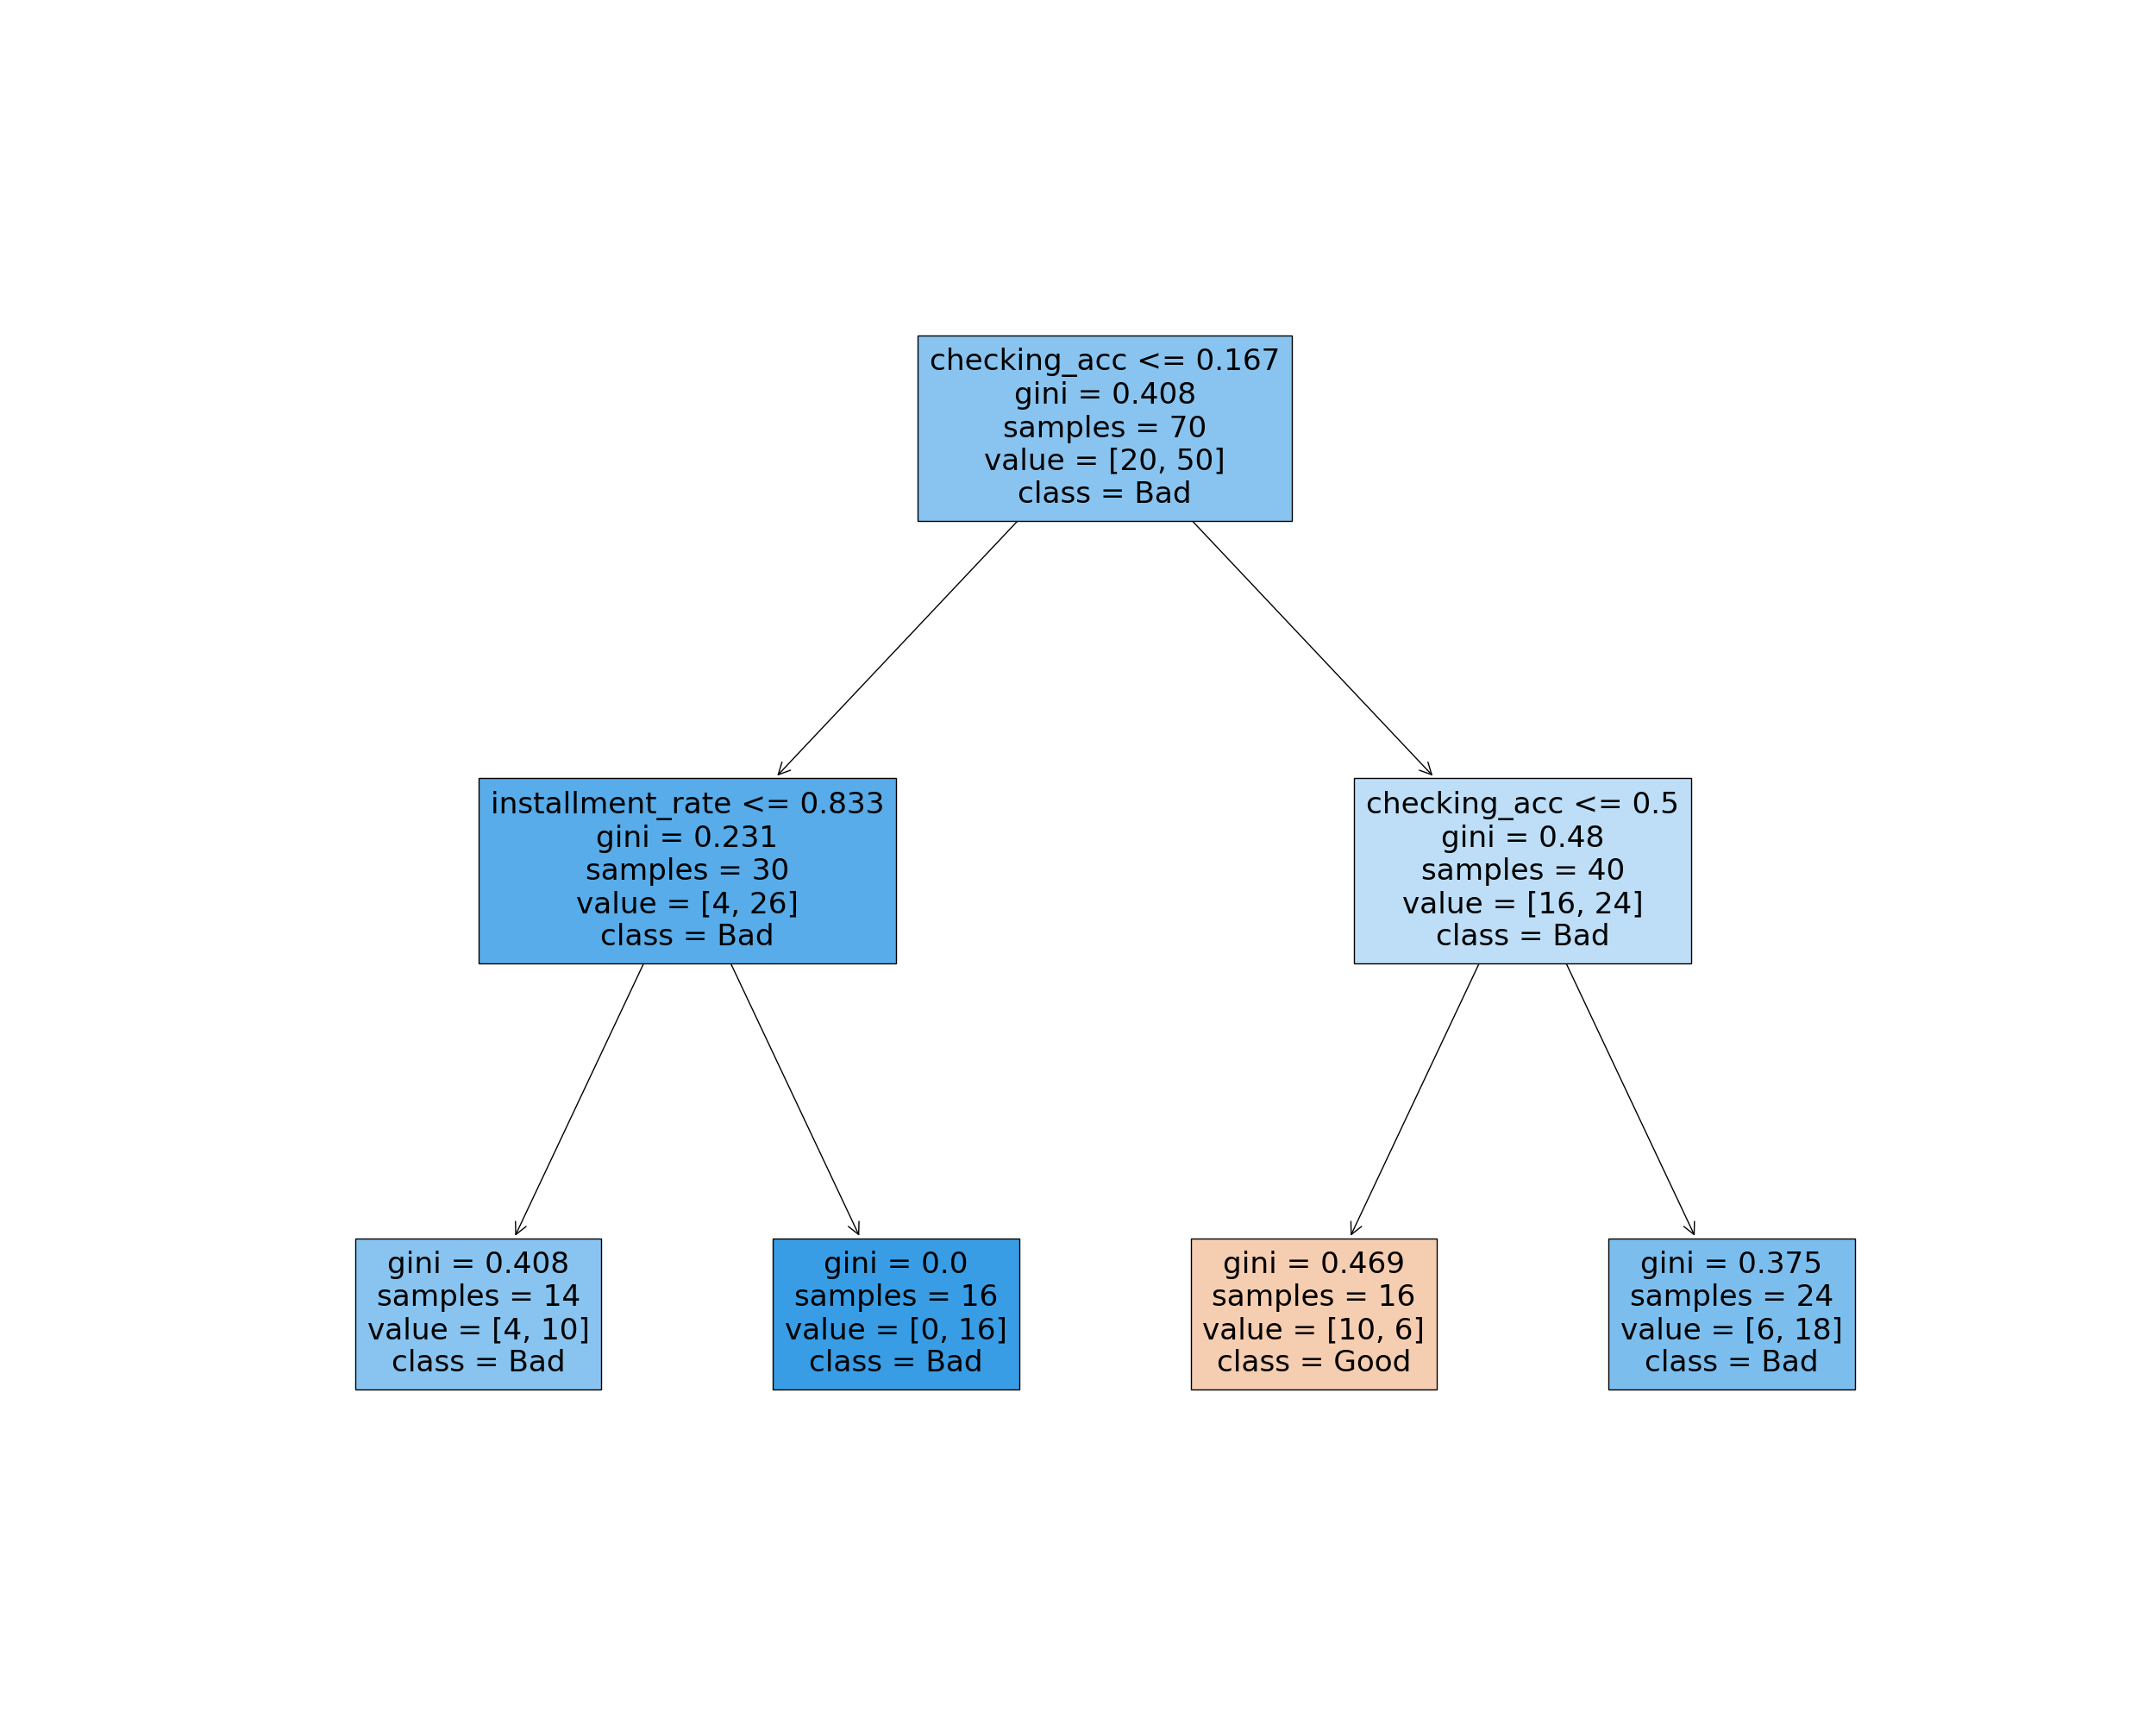 checking_acc <= 0.167
gini = 0.408
samples = 70
value = [20, 50]
class = Bad
installment_rate <= 0.833
gini = 0.231
samples = 30
value = [4, 26]
class = Bad
checking_acc <= 0.5
gini = 0.48
samples = 40
value = [16, 24]
class = Bad
gini = 0.408
samples = 14
value = [4, 10]
class = Bad
gini = 0.0
samples = 16
value = [0, 16]
class = Bad
gini = 0.469
samples = 16
value = [10, 6]
class = Good
gini = 0.375
samples = 24
value = [6, 18]
class = Bad